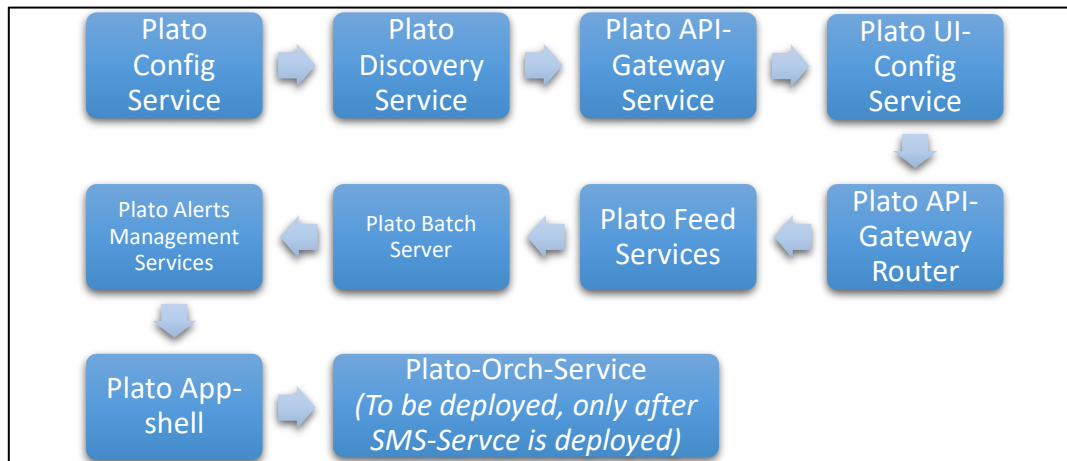 Plato
Config
Service
Plato
Discovery
Service
Plato API-
Gateway
Service
Plato UI-
Config
Service
Plato API-
Gateway
Router
Plato Feed
Services
Plato Batch
Server
Plato Alerts
Management
Services
Plato App-
shell
Plato-Orch-Service
(To be deployed, only after
SMS-Servce is deployed)